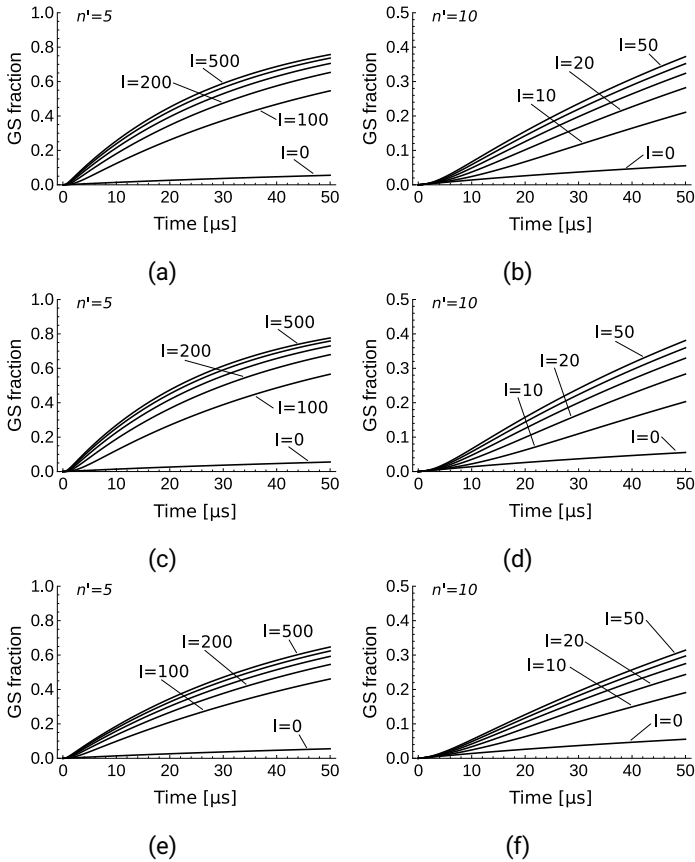 n'=5
GS fraction
1.0
0.8
0.6
0.4
0.2
0.0
I=500
I=200
I=100
I=0
0 10 20 30 40 50
Time [µs]
(a)
n'=10
GS fraction
0.5
0.4
0.3
0.2
0.1
0.0
I=50
I=20
I=10
I=0
0 10 20 30 40 50
Time [µs]
(b)
n'=5
GS fraction
1.0
0.8
0.6
0.4
0.2
0.0
I=500
I=200
I=100
I=0
0 10 20 30 40 50
Time [µs]
(c)
n'=10
GS fraction
0.5
0.4
0.3
0.2
0.1
0.0
I=50
I=20
I=10
I=0
0 10 20 30 40 50
Time [µs]
(d)
n'=5
GS fraction
1.0
0.8
0.6
0.4
0.2
0.0
I=500
I=200
I=100
I=0
0 10 20 30 40 50
Time [µs]
(e)
n'=10
GS fraction
0.5
0.4
0.3
0.2
0.1
0.0
I=50
I=20
I=10
I=0
0 10 20 30 40 50
Time [µs]
(f)